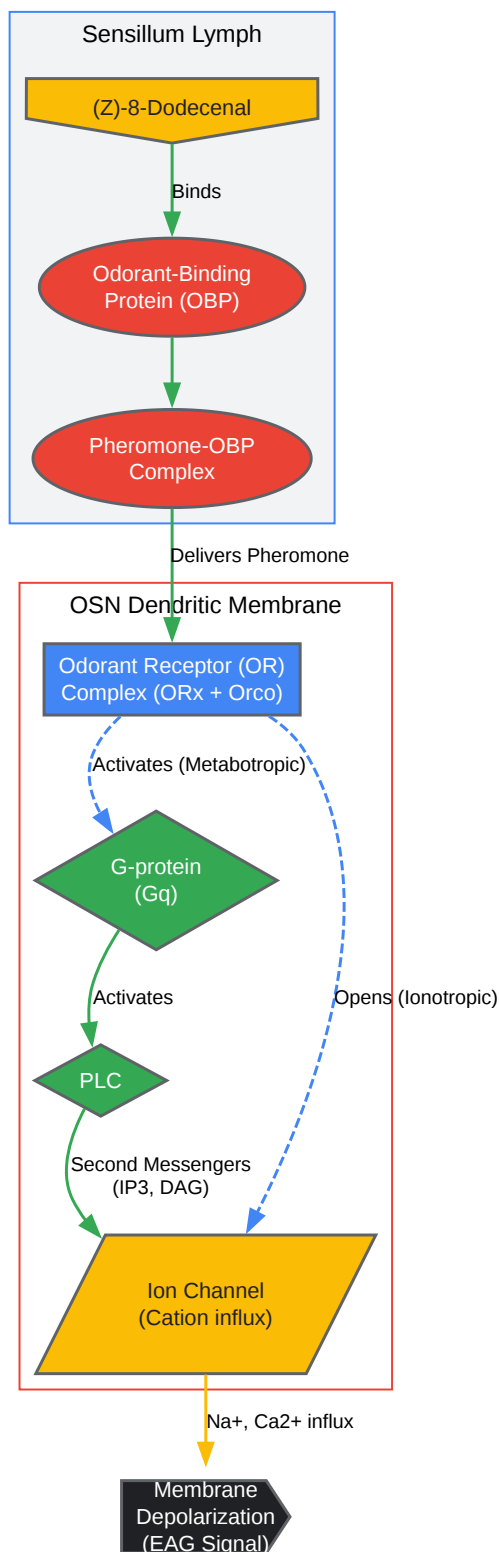 Sensillum Lymph
(Z)-8-Dodecenal
Binds
Odorant-Binding
Protein (OBP)
Pheromone-OBP
Complex
Delivers Pheromone
OSN Dendritic Membrane
Odorant Receptor (OR)
Complex (ORx + Orco)
Activates (Metabotropic)
G-protein
(Gq)
Activates
Opens (Ionotropic)
PLC
Second Messengers
(IP3, DAG)
Ion Channel
(Cation influx)
Na+, Ca2+ influx
Membrane
Depolarization
(EAG Signal)